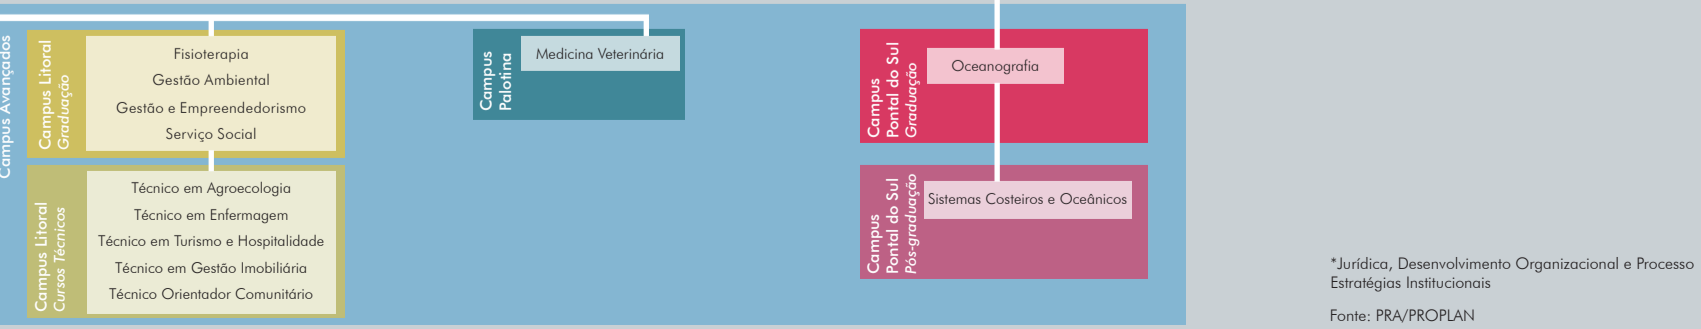 Campus Avançados
Campus Litoral
Graduação
Fisioterapia
Gestão Ambiental
Gestão e Empreendedorismo
Serviço Social
Campus Litoral
Cursos Técnicos
Técnico em Agroecologia
Técnico em Enfermagem
Técnico em Turismo e Hospitalidade
Técnico em Gestão Imobiliária
Técnico Orientador Comunitário
Campus
Palotina
Medicina Veterinária
Campus
Pontal do Sul
Graduação
Oceanografia
Campus
Pontal do Sul
Pós-graduação
Sistemas Costeiros e Oceânicos
*Jurídica, Desenvolvimento Organizacional e Processo
Estratégias Institucionais
Fonte: PRA/PROPLAN